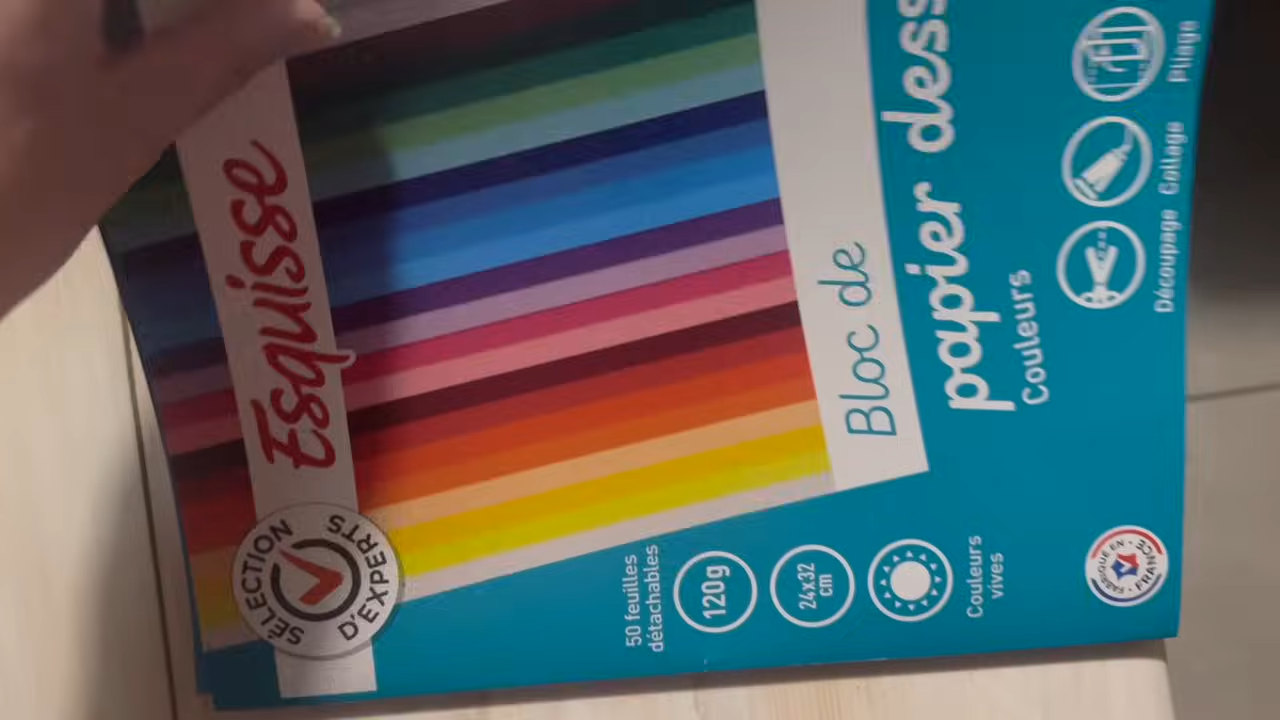 Esquisse
SÉLECTION
D'EXPERTS
Bloc de
papier dess
Couleurs
Découpage
Collage
Pliage
50 feuilles
détachables
120g
24x32
cm
Couleurs
vives
FABRIQUÉ EN
FRANCE